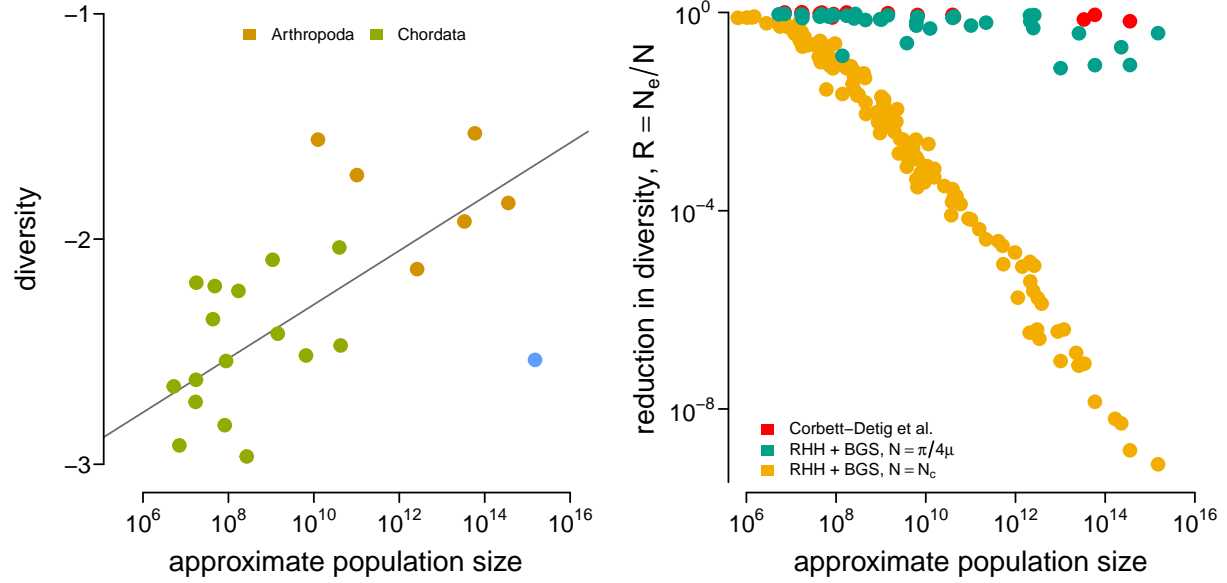 Arthropoda Chordata
−1
−2
−3
diversity
10^6 10^8 10^10 10^12 10^14 10^16
approximate population size
10^0
10^−4
10^−8
reduction in diversity, R = N_e/N
Corbett−Detig et al.
RHH + BGS, N = π/4μ
RHH + BGS, N = N_c
10^6 10^8 10^10 10^12 10^14 10^16
approximate population size